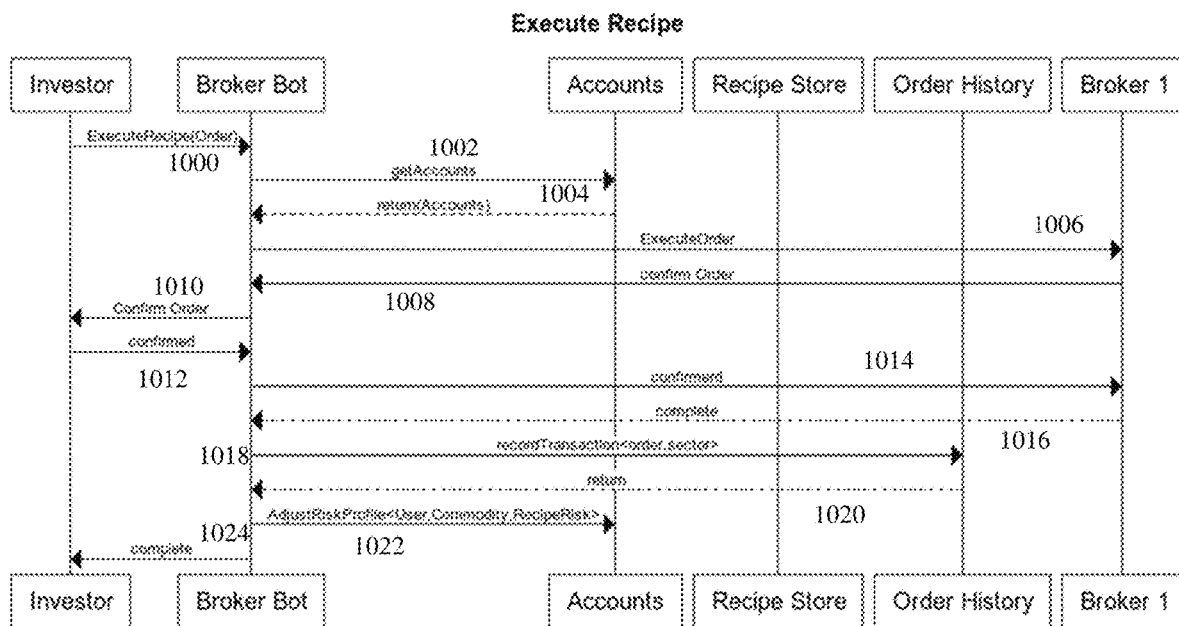 Execute Recipe
Investor Broker Bot Accounts Recipe Store Order History Broker 1
ExecuteRecipe(Order)
1000
1002
getAccounts
1004
return(Accounts)
ExecuteOrder
1006
confirm Order
1010
1008
Confirm Order
confirmed
1014
1012
confirmed
complete
1016
1018
recordTransaction<order,sector>
return
1020
AdjustRiskProfile<User,Commodity,RecipeRisk>
1024
1022
complete
Investor Broker Bot Accounts Recipe Store Order History Broker 1